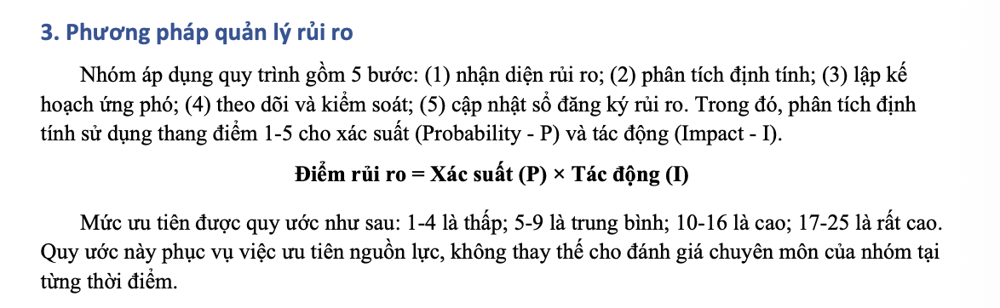 3. Phương pháp quản lý rủi ro
Nhóm áp dụng quy trình gồm 5 bước: (1) nhận diện rủi ro; (2) phân tích định tính; (3) lập kế
hoạch ứng phó; (4) theo dõi và kiểm soát; (5) cập nhật sổ đăng ký rủi ro. Trong đó, phân tích định
tính sử dụng thang điểm 1-5 cho xác suất (Probability - P) và tác động (Impact - I).
Điểm rủi ro = Xác suất (P) × Tác động (I)
Mức ưu tiên được quy ước như sau: 1-4 là thấp; 5-9 là trung bình; 10-16 là cao; 17-25 là rất cao.
Quy ước này phục vụ việc ưu tiên nguồn lực, không thay thế cho đánh giá chuyên môn của nhóm tại
từng thời điểm.